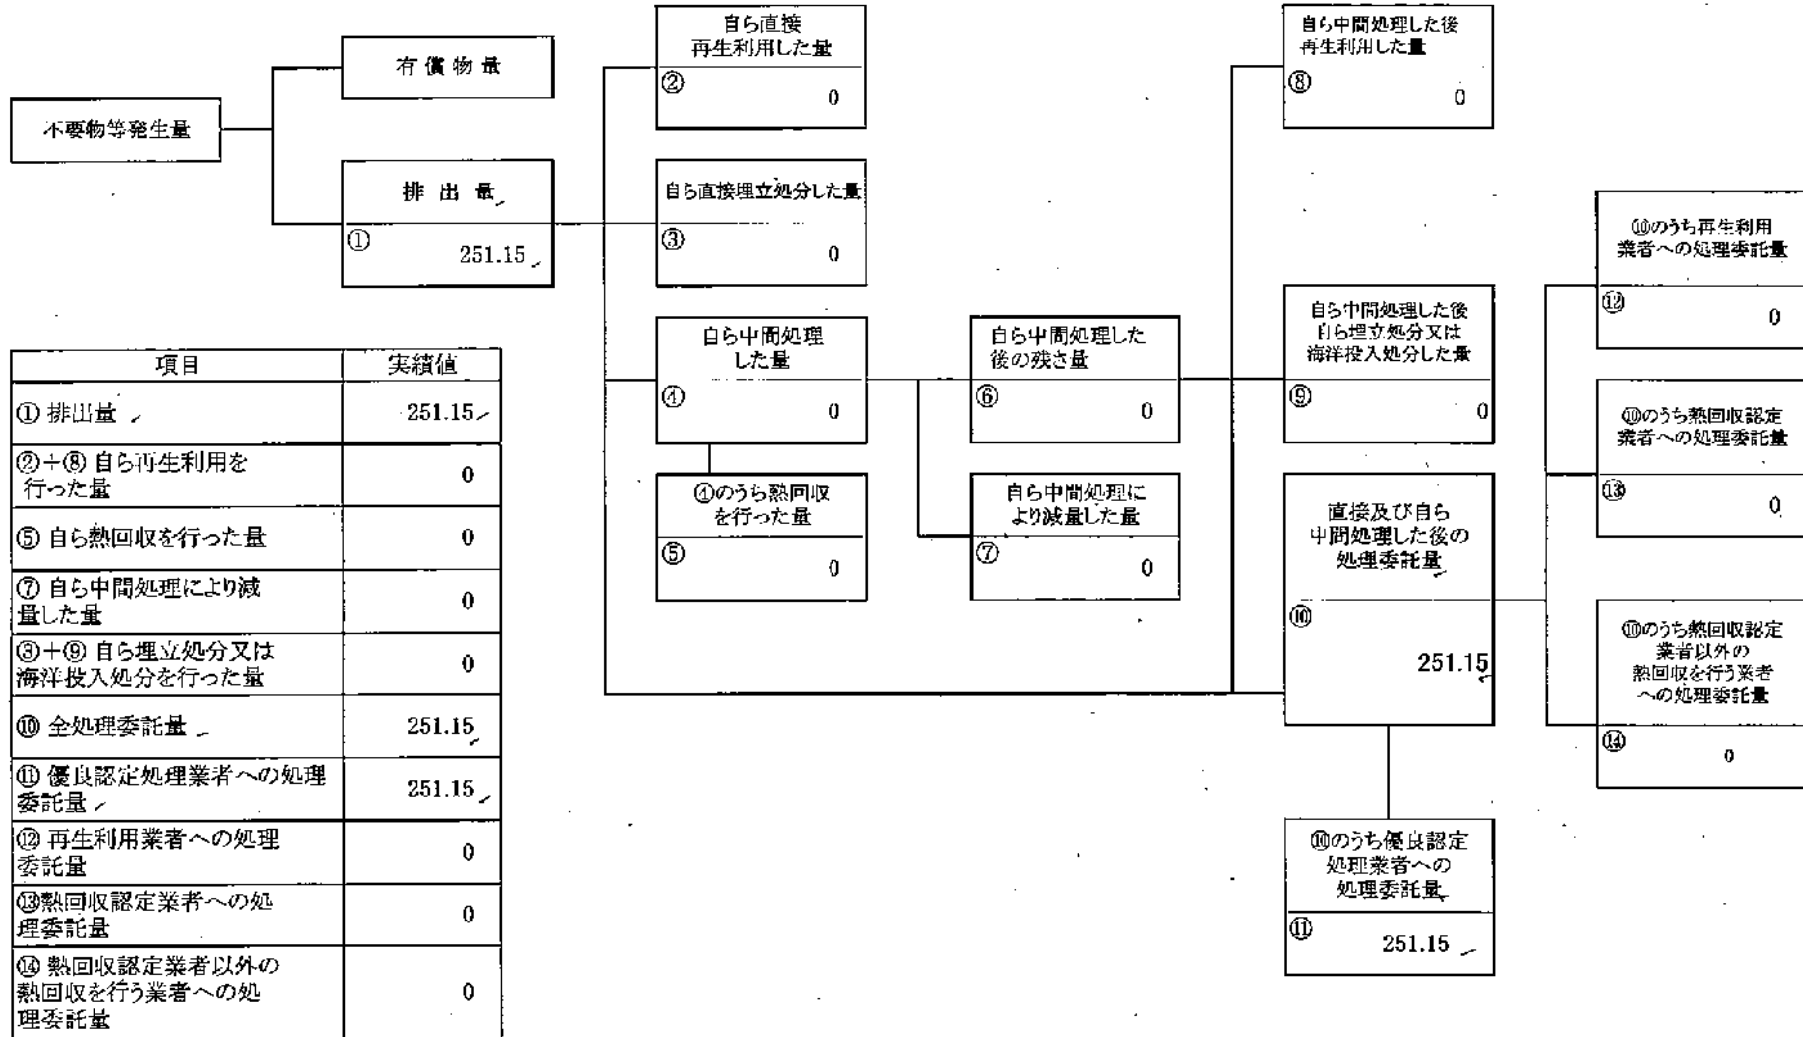 不要物等発生量
有償物量
排出量
①
251.15
自ら直接
再生利用した量
②
0
自ら直接埋立処分した量
③
0
自ら中間処理
した量
④
0
④のうち熱回収
を行った量
⑤
0
自ら中間処理した
後の残さ量
⑥
0
自ら中間処理に
より減量した量
⑦
0
自ら中間処理した後
再生利用した量
⑧
0
自ら中間処理した後
自ら埋立処分又は
海洋投入処分した量
⑨
0
直接及び自ら
中間処理した後の
処理委託量
⑩
251.15
⑩のうち優良認定
処理業者への
処理委託量
⑪
251.15
⑩のうち再生利用
業者への処理委託量
⑫
0
⑩のうち熱回収認定
業者への処理委託量
⑬
0
⑩のうち熱回収認定
業者以外の
熱回収を行う業者
への処理委託量
⑭
0
項目 実績値
① 排出量 251.15
②+⑧ 自ら再生利用を
行った量 0
⑤ 自ら熱回収を行った量 0
⑦ 自ら中間処理により減
量した量 0
③+⑨ 自ら埋立処分又は
海洋投入処分を行った量 0
⑩ 全処理委託量 251.15
⑪ 優良認定処理業者への処理
委託量 251.15
⑫ 再生利用業者への処理
委託量 0
⑬熱回収認定業者への処
理委託量 0
⑭ 熱回収認定業者以外の
熱回収を行う業者への処
理委託量 0